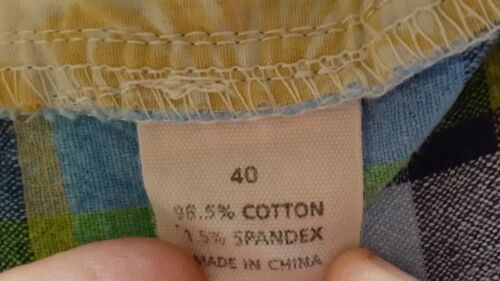 40
98.5% COTTON
1.5% SPANDEX
MADE IN CHINA